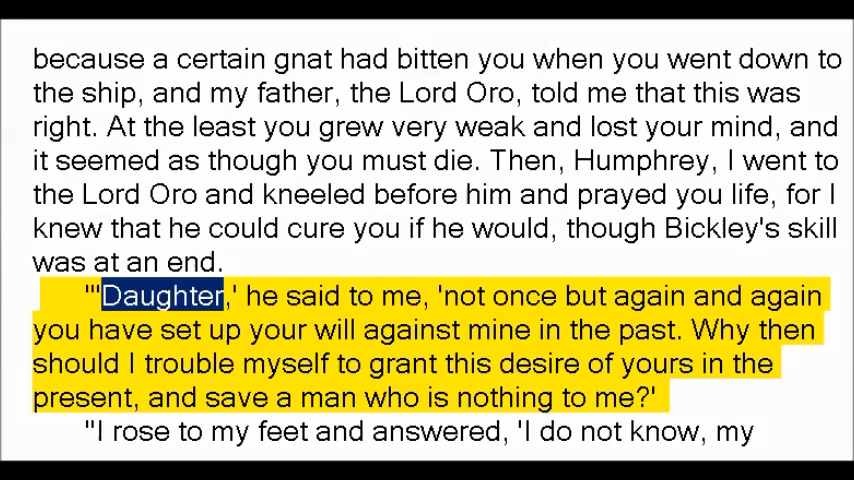 because a certain gnat had bitten you when you went down to
the ship, and my father, the Lord Oro, told me that this was
right. At the least you grew very weak and lost your mind, and
it seemed as though you must die. Then, Humphrey, I went to
the Lord Oro and kneeled before him and prayed you life, for I
knew that he could cure you if he would, though Bickley's skill
was at an end.
"'Daughter,' he said to me, 'not once but again and again
you have set up your will against mine in the past. Why then
should I trouble myself to grant this desire of yours in the
present, and save a man who is nothing to me?'
"I rose to my feet and answered, 'I do not know, my